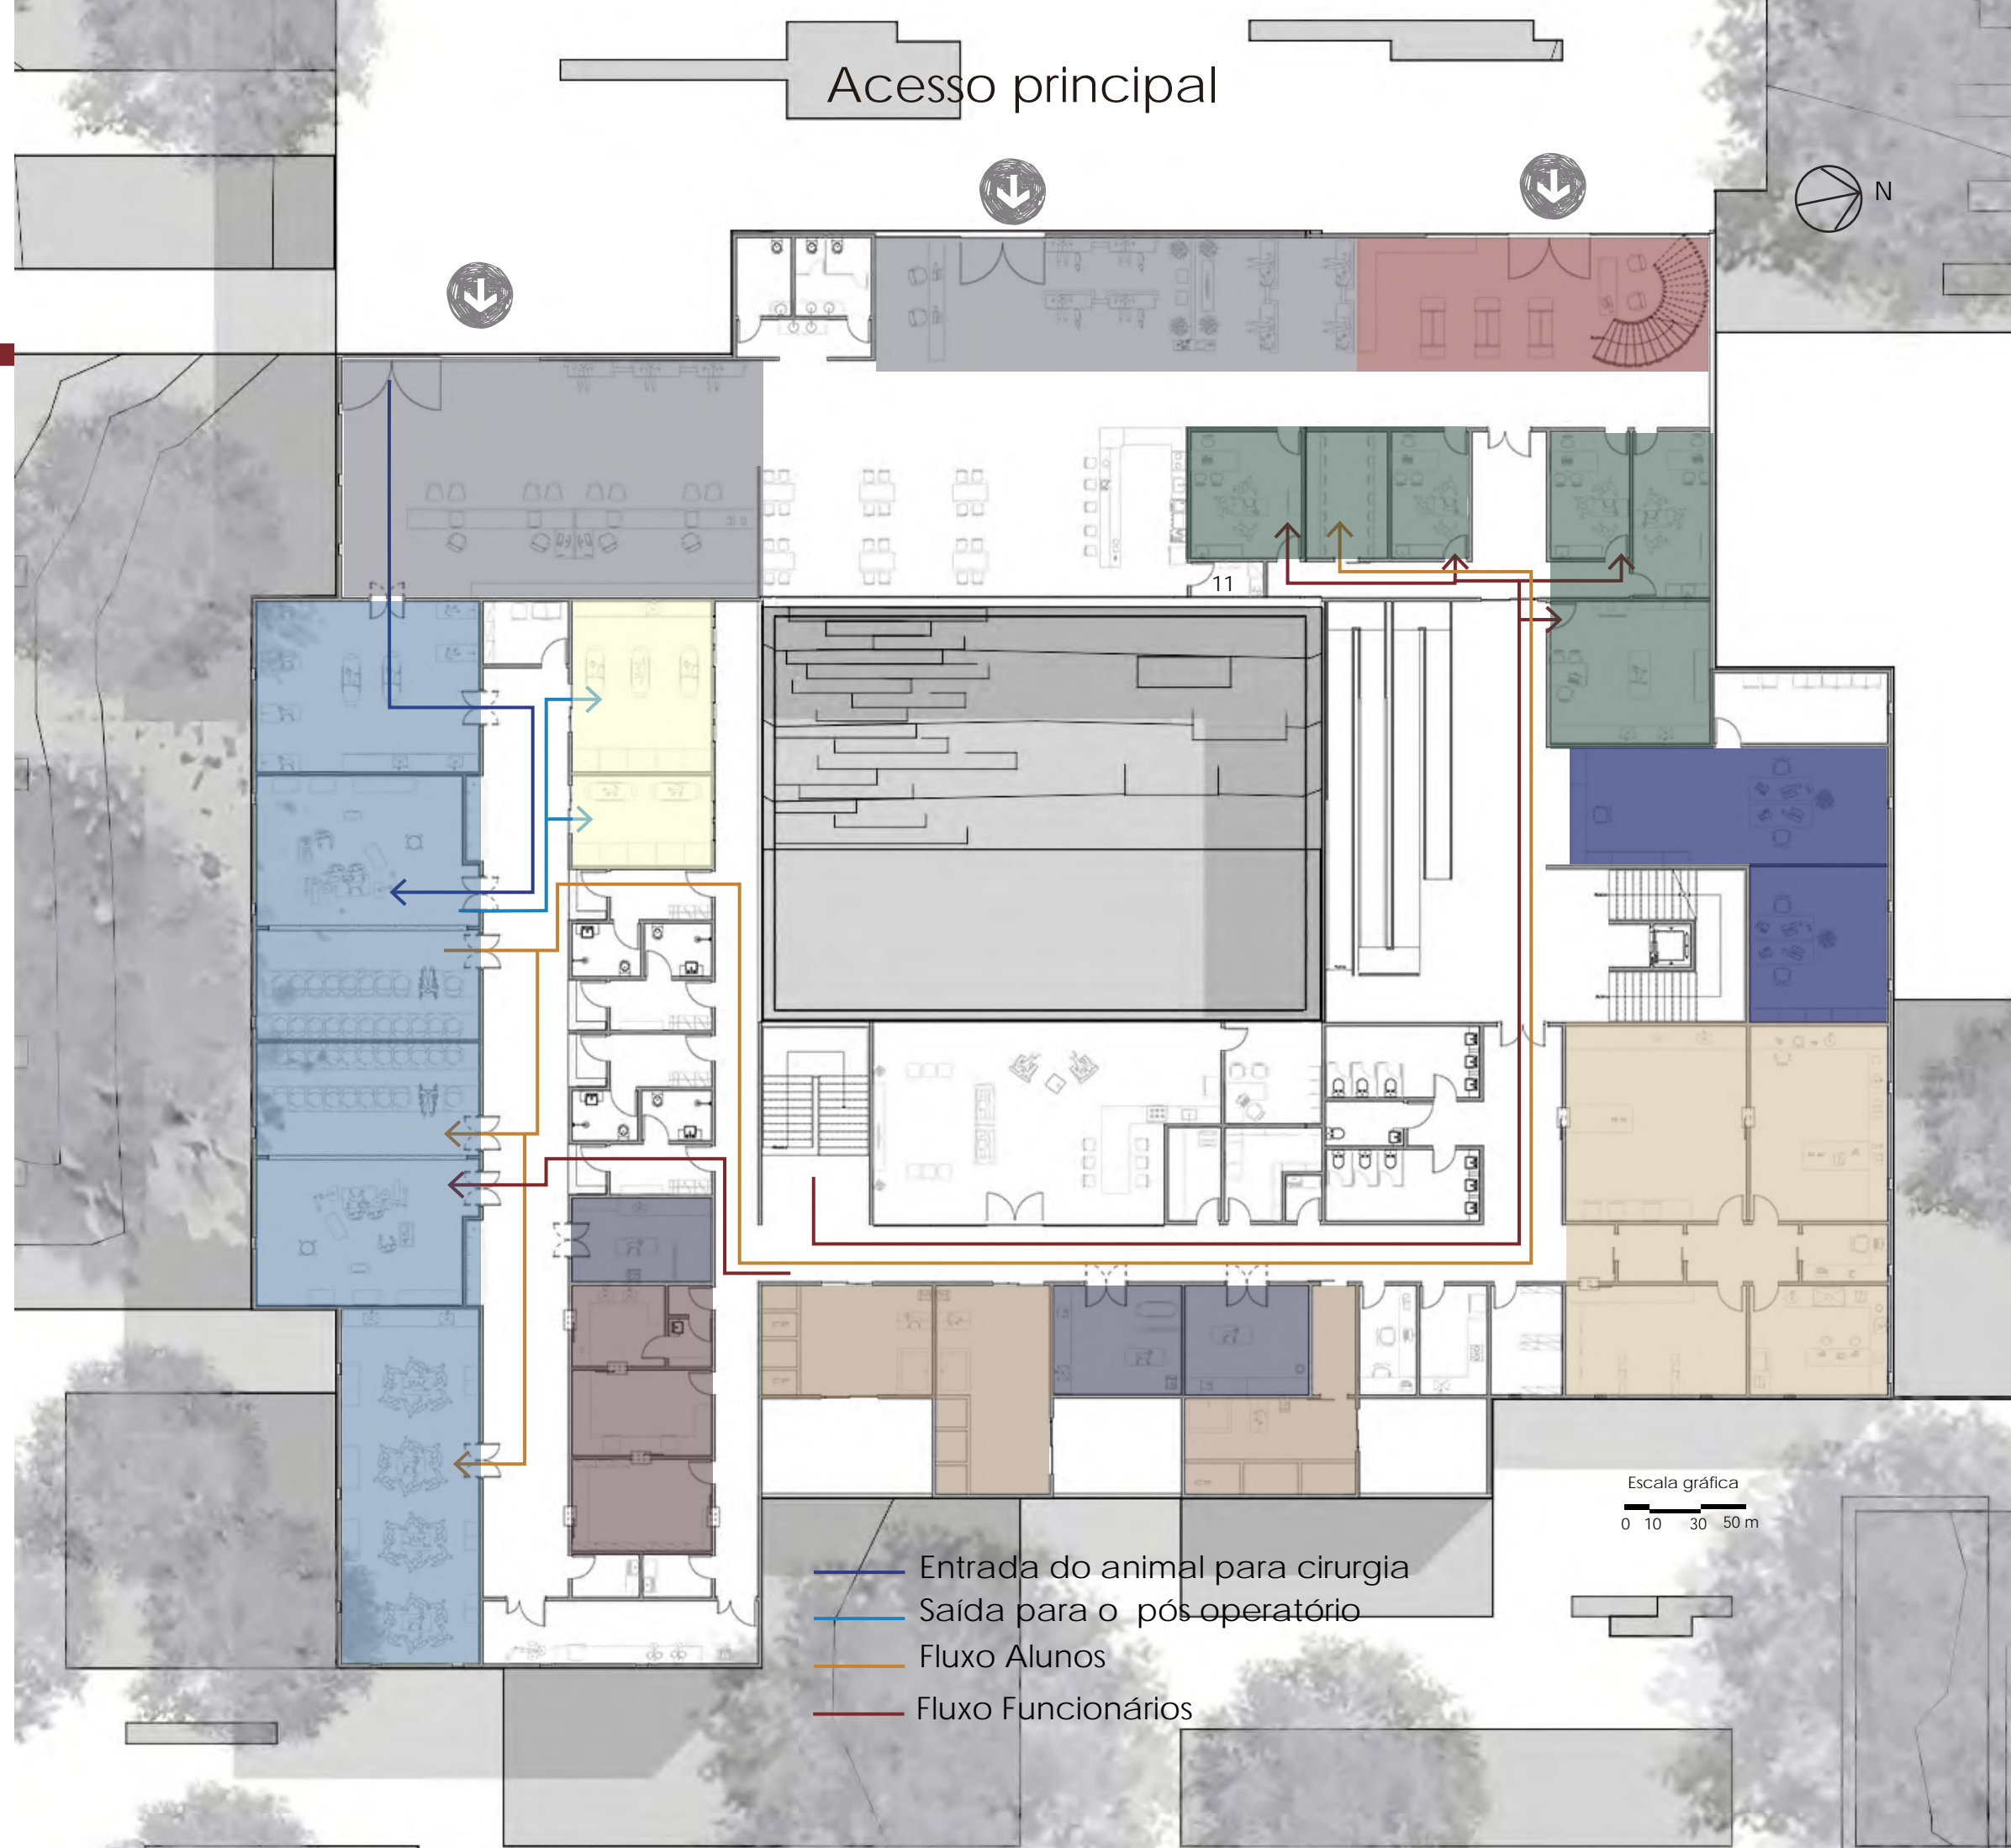 Acesso principal
N
11
Escala gráfica
0 10 30 50 m
Entrada do animal para cirurgia
Saída para o pós operatório
Fluxo Alunos
Fluxo Funcionários